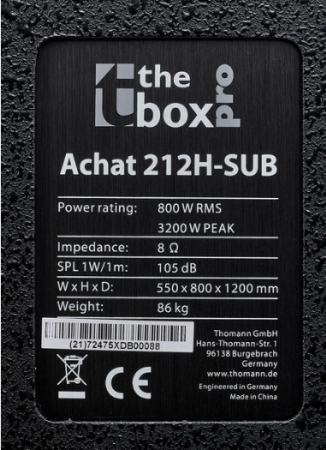 the
t box pro
Achat 212H-SUB
Power rating: 800 W RMS
3200 W PEAK
Impedance: 8 Ω
SPL 1W/1m: 105 dB
W x H x D: 550 x 800 x 1200 mm
Weight: 86 kg
(21)72475XDB00088
Thomann GmbH
Hans-Thomann-Str. 1
96138 Burgebrach
Germany
www.thomann.de
CE
Engineered in Germany
Made in China